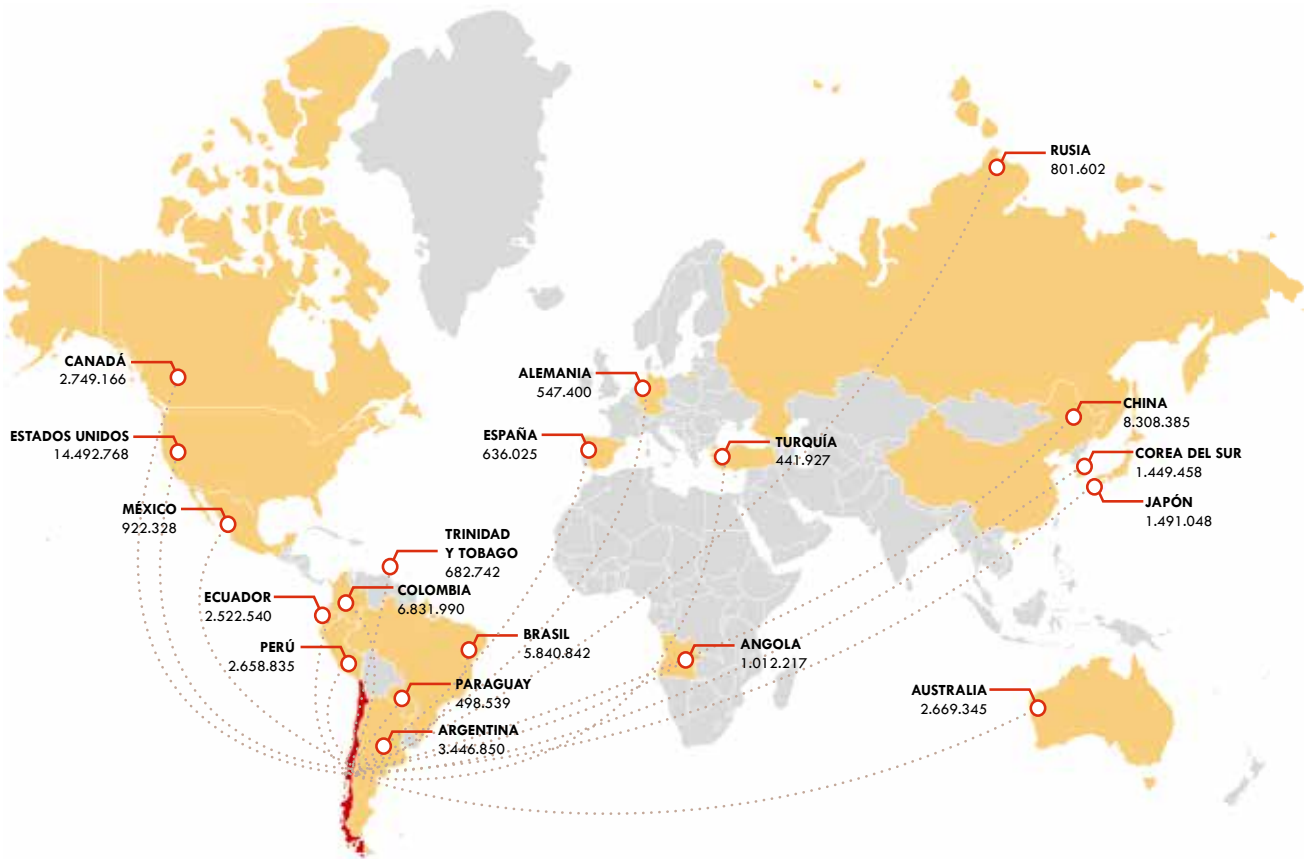 RUSIA
801.602
CANADÁ
2.749.166
ALEMANIA
547.400
CHINA
8.308.385
ESTADOS UNIDOS
14.492.768
ESPAÑA
636.025
TURQUÍA
441.927
COREA DEL SUR
1.449.458
JAPÓN
1.491.048
MÉXICO
922.328
TRINIDAD
Y TOBAGO
682.742
ECUADOR
2.522.540
COLOMBIA
6.831.990
PERÚ
2.658.835
BRASIL
5.840.842
ANGOLA
1.012.217
PARAGUAY
498.539
AUSTRALIA
2.669.345
ARGENTINA
3.446.850